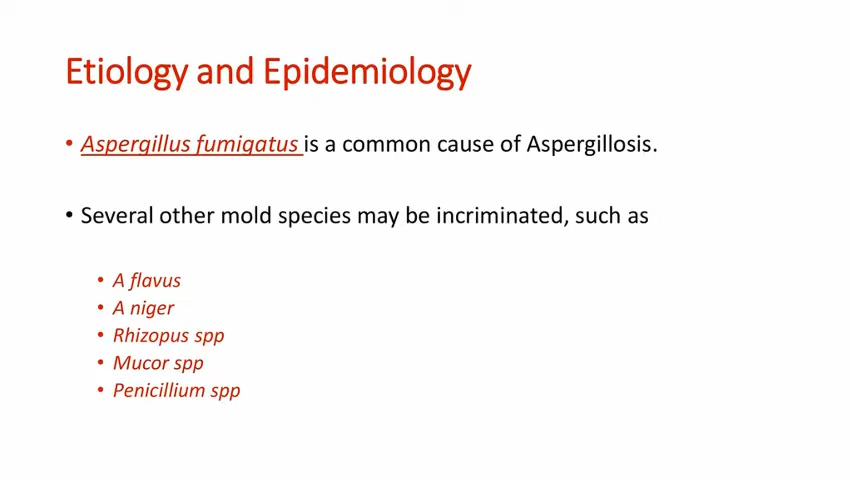 Etiology and Epidemiology
• Aspergillus fumigatus is a common cause of Aspergillosis.
• Several other mold species may be incriminated, such as
• A flavus
• A niger
• Rhizopus spp
• Mucor spp
• Penicillium spp